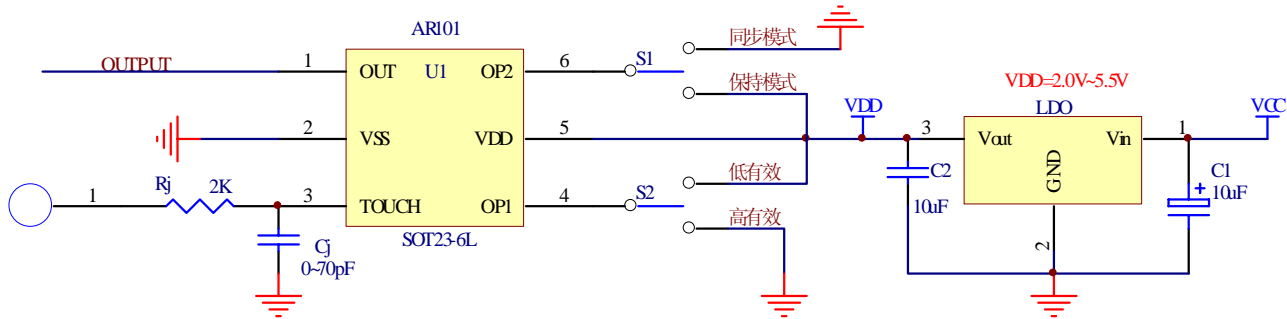 AR101
OUTPUT
1
OUT
U1
OP2
6
S1
同步模式
保持模式
2
VSS
VDD
5
VDD
1
Rj
2K
3
TOUCH
OP1
4
S2
低有效
高有效
SOT23-6L
Cj
0~70pF
VDD=2.0V~5.5V
LDO
VCC
3
Vout
Vin
1
GND
2
C2
10uF
C1
+
10uF